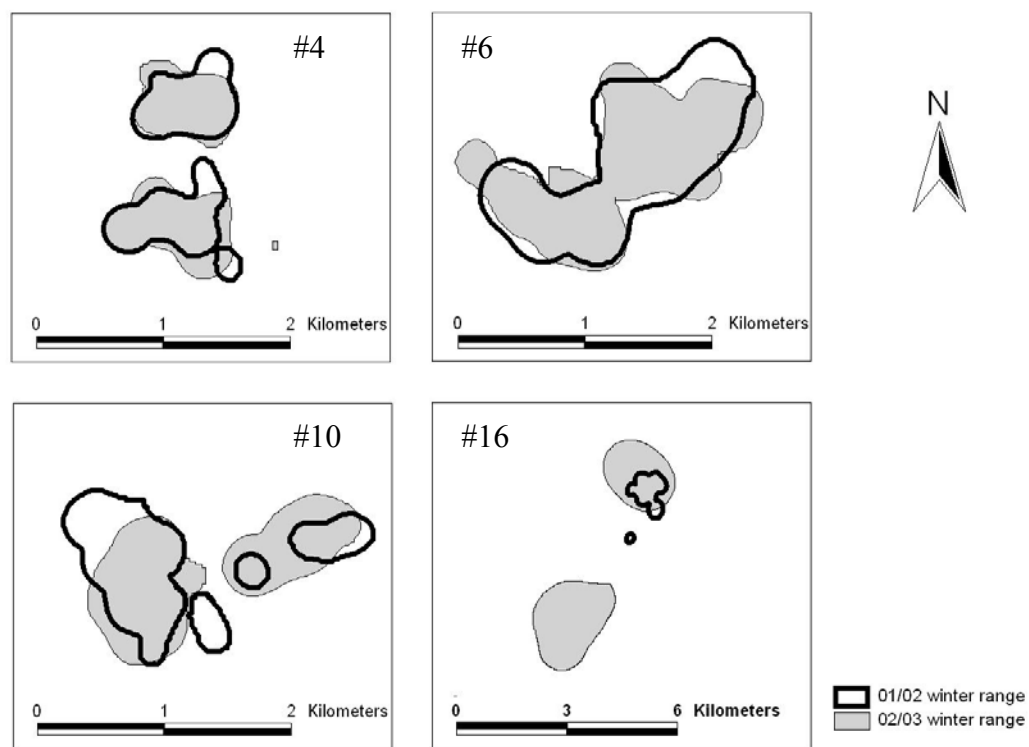 #4
0 1 2 Kilometers
#6
0 1 2 Kilometers
N
#10
0 1 2 Kilometers
#16
0 3 6 Kilometers
01/02 winter range
02/03 winter range